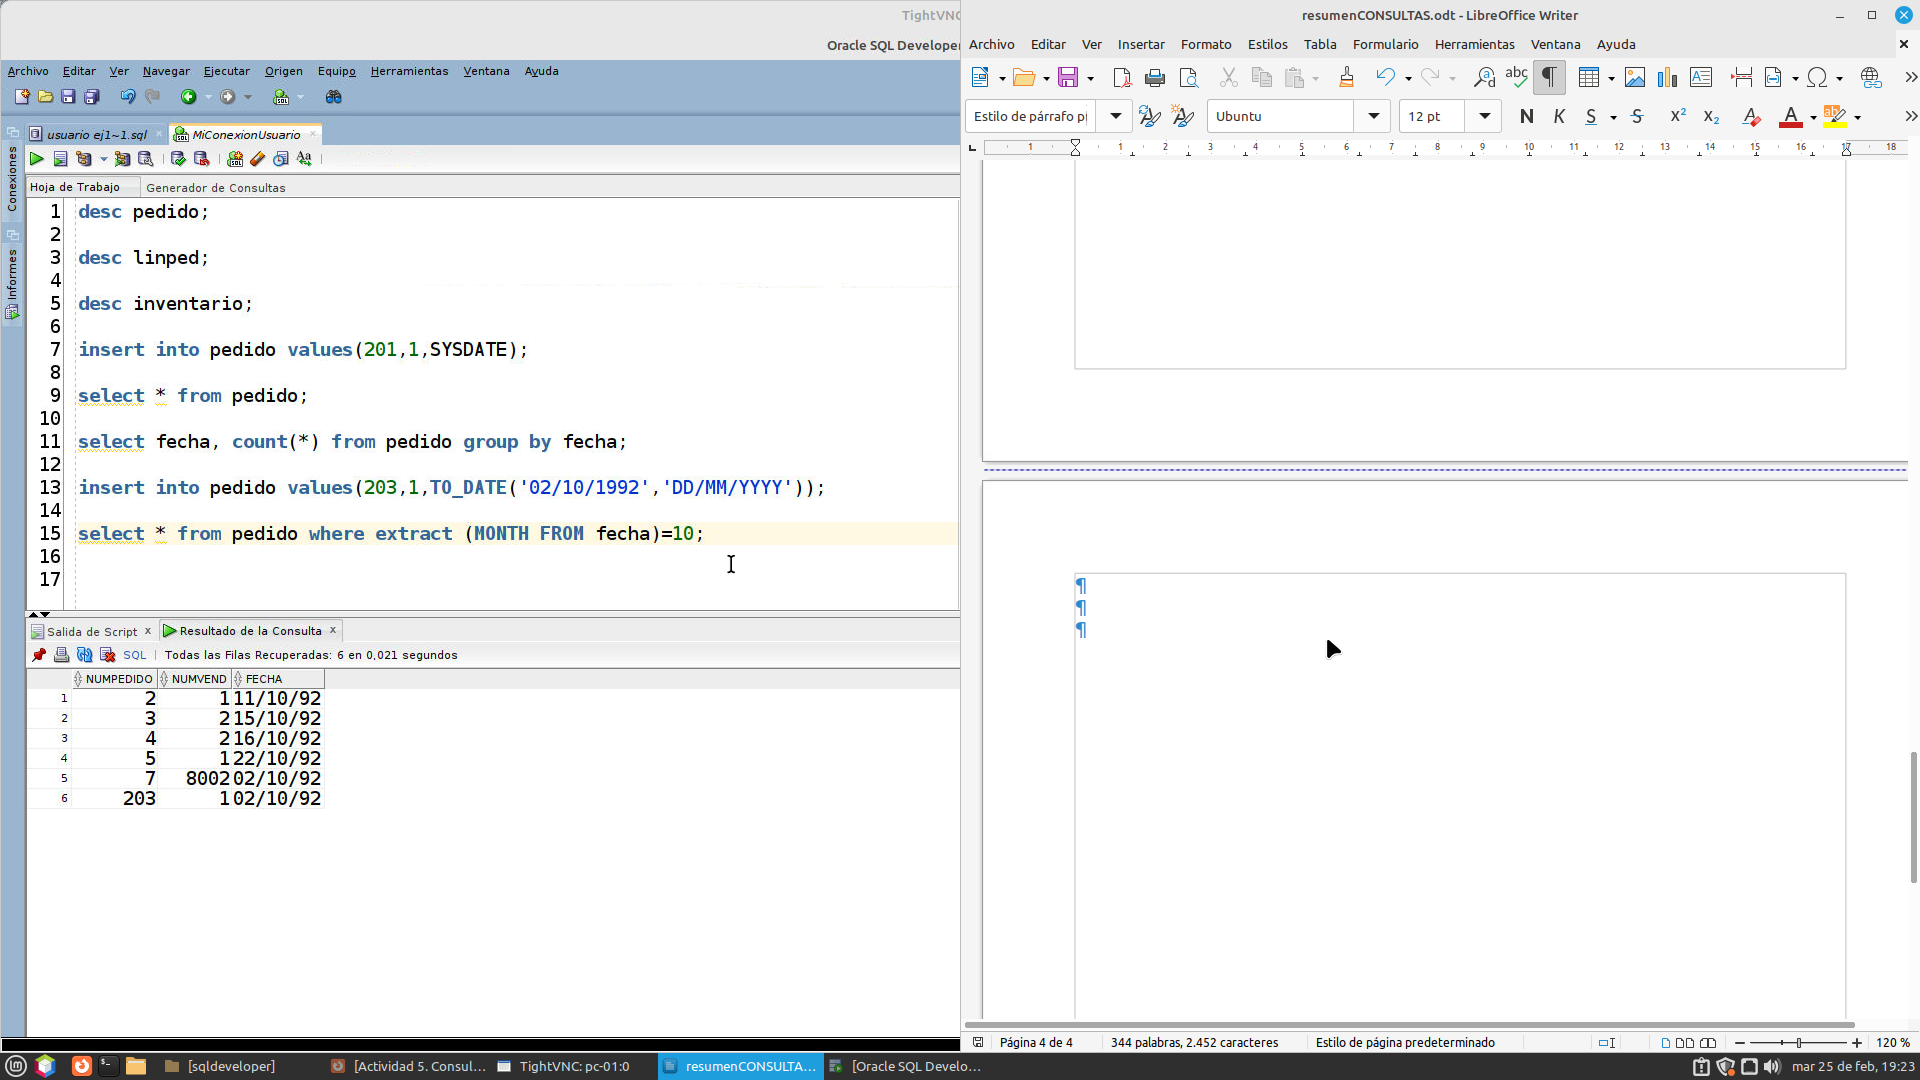 TightVNC
Oracle SQL Developer
Archivo Editar Ver Navegar Ejecutar Origen Equipo Herramientas Ventana Ayuda
usuario ej1~1.sql
MiConexionUsuario
Conexiones
Informes
Hoja de Trabajo
Generador de Consultas
1 desc pedido;
2
3 desc linped;
4
5 desc inventario;
6
7 insert into pedido values(201,1,SYSDATE);
8
9 select * from pedido;
10
11 select fecha, count(*) from pedido group by fecha;
12
13 insert into pedido values(203,1,TO_DATE('02/10/1992','DD/MM/YYYY'));
14
15 select * from pedido where extract (MONTH FROM fecha)=10;
16
17
Salida de Script x
Resultado de la Consulta x
SQL | Todas las Filas Recuperadas: 6 en 0,021 segundos
NUMPEDIDO NUMVEND FECHA
1 2 1 11/10/92
2 3 2 15/10/92
3 4 2 16/10/92
4 5 1 22/10/92
5 7 8002 02/10/92
6 203 1 02/10/92
resumenCONSULTAS.odt - LibreOffice Writer
Archivo Editar Ver Insertar Formato Estilos Tabla Formulario Herramientas Ventana Ayuda
Estilo de párrafo p
Ubuntu
12 pt
N K S S X² X₂ A
1 1 2 3 4 5 6 7 8 9 10 11 12 13 14 15 16 17 18
¶
¶
¶
Página 4 de 4
344 palabras, 2.452 caracteres
Estilo de página predeterminado
120 %
[sqldeveloper]
[Actividad 5. Consul...
TightVNC: pc-01:0
resumenCONSULTA...
[Oracle SQL Develo...
mar 25 de feb, 19:23